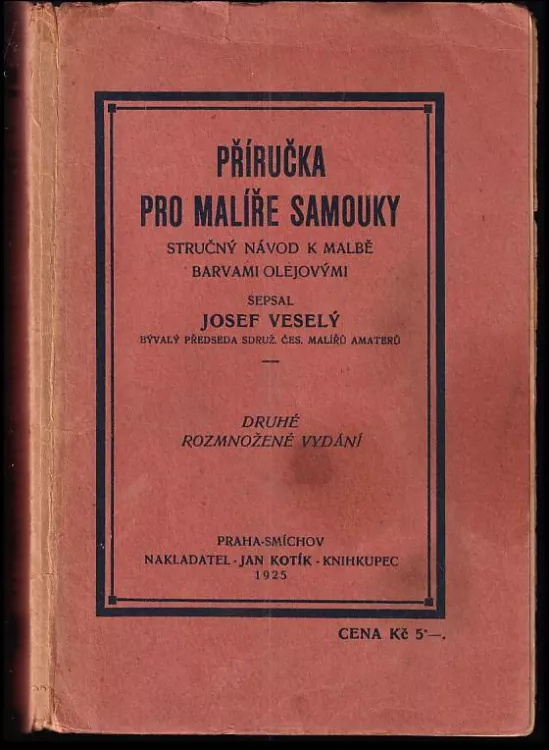 PŘÍRUČKA
PRO MALÍŘE SAMOUKY
STRUČNÝ NÁVOD K MALBĚ
BARVAMI OLEJOVÝMI
SEPSAL
JOSEF VESELÝ
BÝVALÝ PŘEDSEDA SDRUŽ. ČES. MALÍŘŮ AMATERŮ
—
DRUHÉ
ROZMNOŽENÉ VYDÁNÍ
PRAHA-SMÍCHOV
NAKLADATEL · JAN KOTÍK · KNIHKUPEC
1925
CENA Kč 5·—.